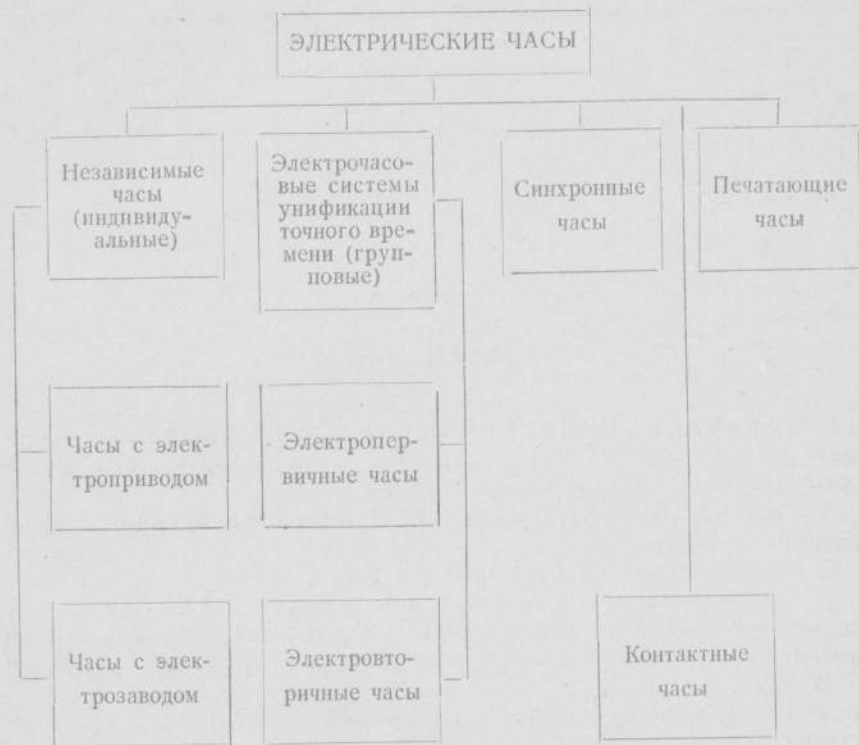 ЭЛЕКТРИЧЕСКИЕ ЧАСЫ
Независимые
часы
(индивиду-
альные)
Электрочасо-
вые системы
унификации
точного вре-
мени (груп-
повые)
Синхронные
часы
Печатающие
часы
Часы с элек-
троприводом
Электропер-
вичные часы
Часы с элек-
трозаводом
Электровто-
ричные часы
Контактные
часы